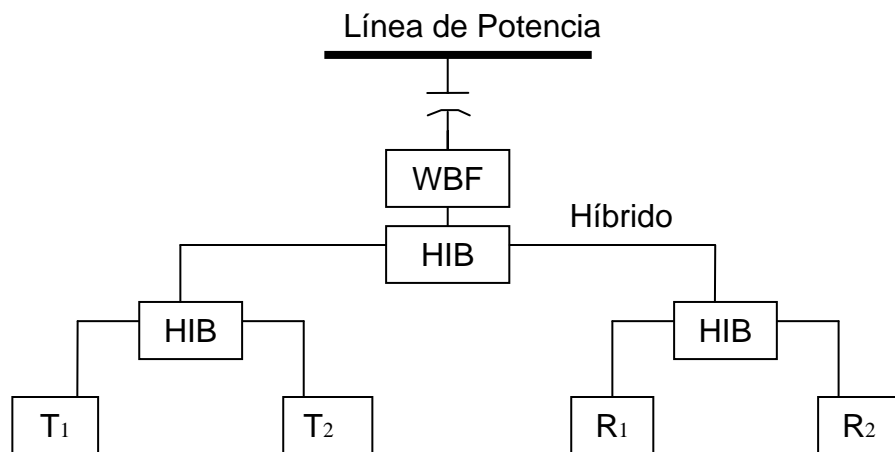 Línea de Potencia
WBF
Híbrido
HIB
HIB
HIB
T1
T2
R1
R2